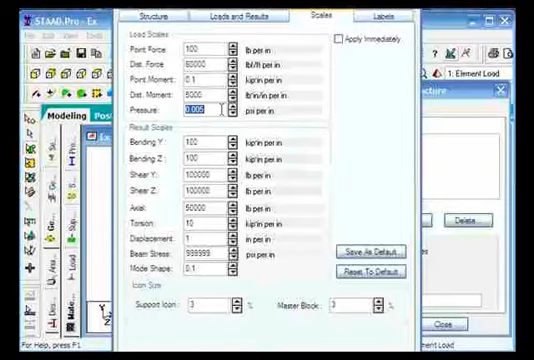 STAAD.Pro - Ex
Structure Loads and Results Scales Labels
Load Scales
Apply Immediately
Point Force 100 lb per in
Dist. Force 60000 lbf/ft per in
Point Moment: 0.1 kip'in per in
Dist. Moment 5000 lb'in/in per in
Pressure: 0.005 psi per in
1: Element Load
Modeling
Result Scales
Bending Y : 100 kip'in per in
Bending Z : 100 kip'in per in
Shear Y: 100000 lb per in
Shear Z: 100000 lb per in
Axial: 50000 lb per in
Torsion: 10 kip'in per in
Displacement: 1 in per in
Beam Stress: 999999 psi per in
Mode Shape: 0.1
Delete...
Save As Default
Reset To Default
Icon Size
Support Icon : 3 % Master Block : 3 %
Close
For Help, press F1
ment Load